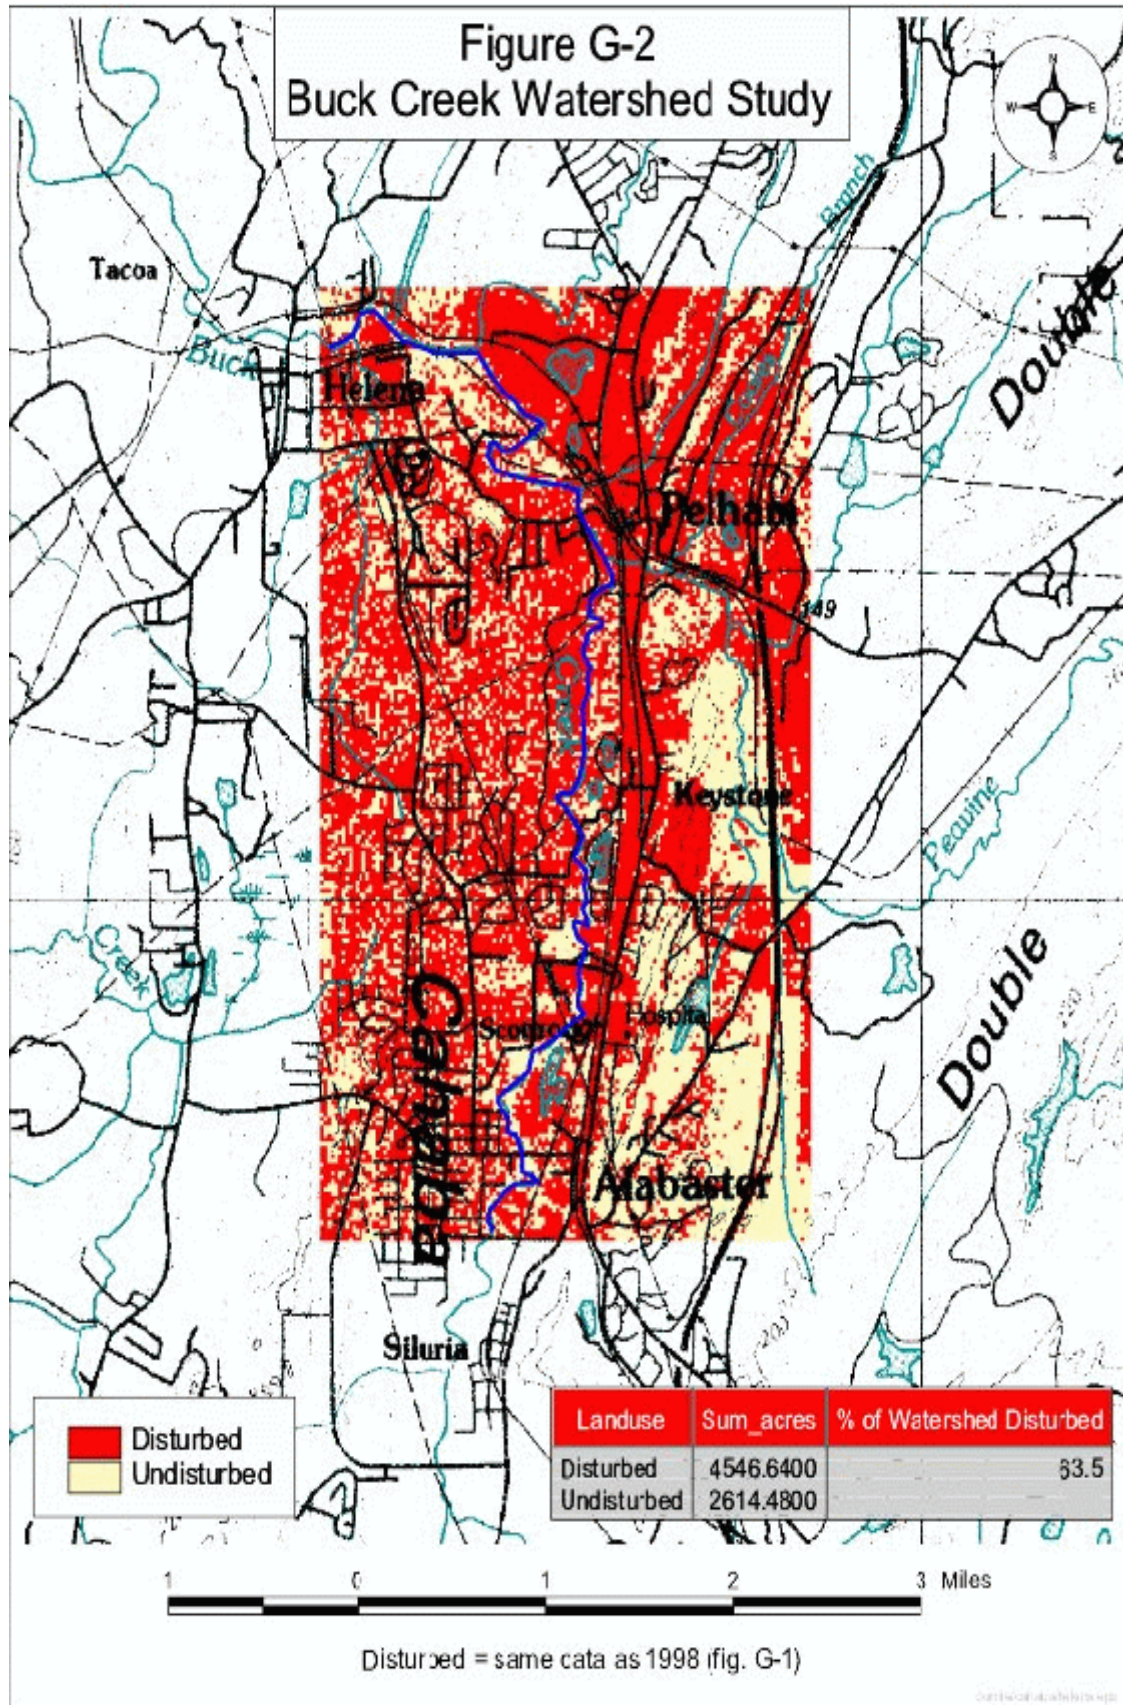 Figure G-2
Buck Creek Watershed Study
N
W E
S
Branch
Tacoa
Double
Buck
Helena
Creek
Pelham
149
Creek
Keystone
Peavine
Creek
Double
Cahaba
Hospital
Alabaster
Siluria
Disturbed
Undisturbed
Landuse Sum_acres % of Watershed Disturbed
Disturbed 4546.6400 63.5
Undisturbed 2614.4800
1 0 1 2 3 Miles
Disturbed = same data as 1998 (fig. G-1)